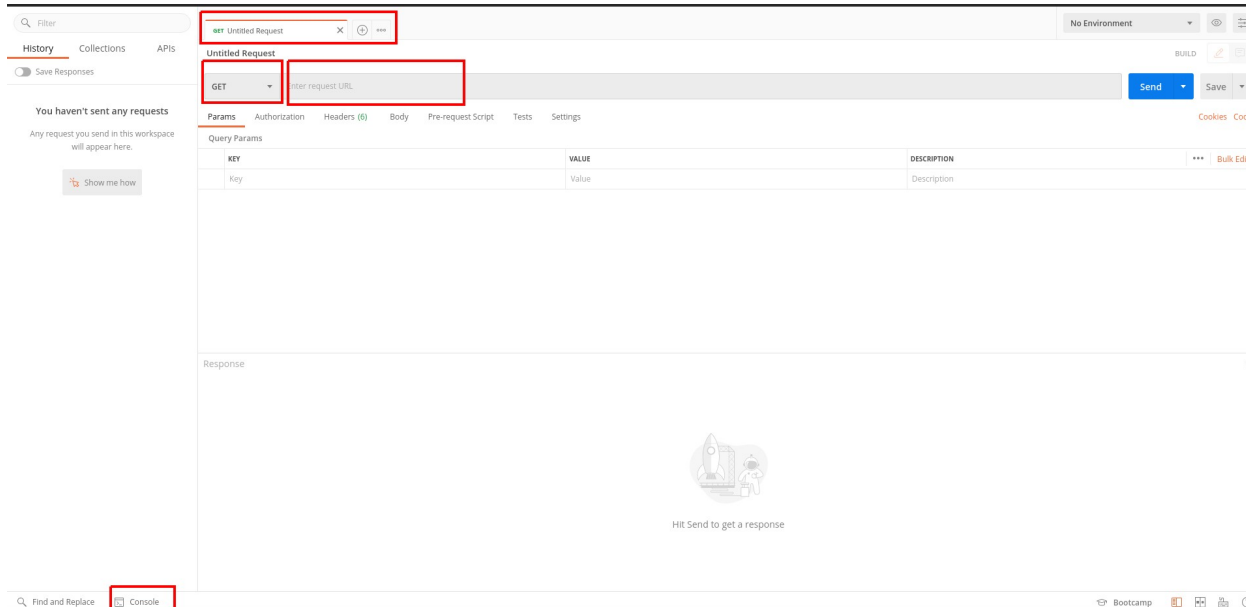 Filter
History Collections APIs
Save Responses
You haven't sent any requests
Any request you send in this workspace
will appear here.
Show me how
GET Untitled Request
No Environment
Untitled Request
BUILD
GET
Enter request URL
Send
Save
Params Authorization Headers (6) Body Pre-request Script Tests Settings
Cookies
Query Params
KEY VALUE DESCRIPTION
Bulk Edi
Key Value Description
Response
Hit Send to get a response
Find and Replace Console
Bootcamp